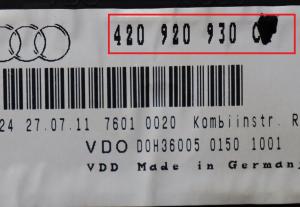 420 920 930
24 27.07.11 7601 0020 Kombiinstr. R
VDO D0H36005 0150 1001
VDD Made in Germany